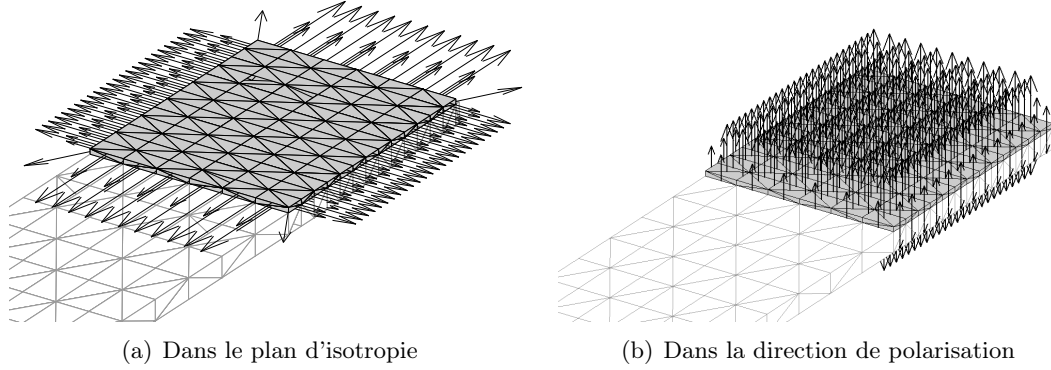 (a) Dans le plan d'isotropie
(b) Dans la direction de polarisation